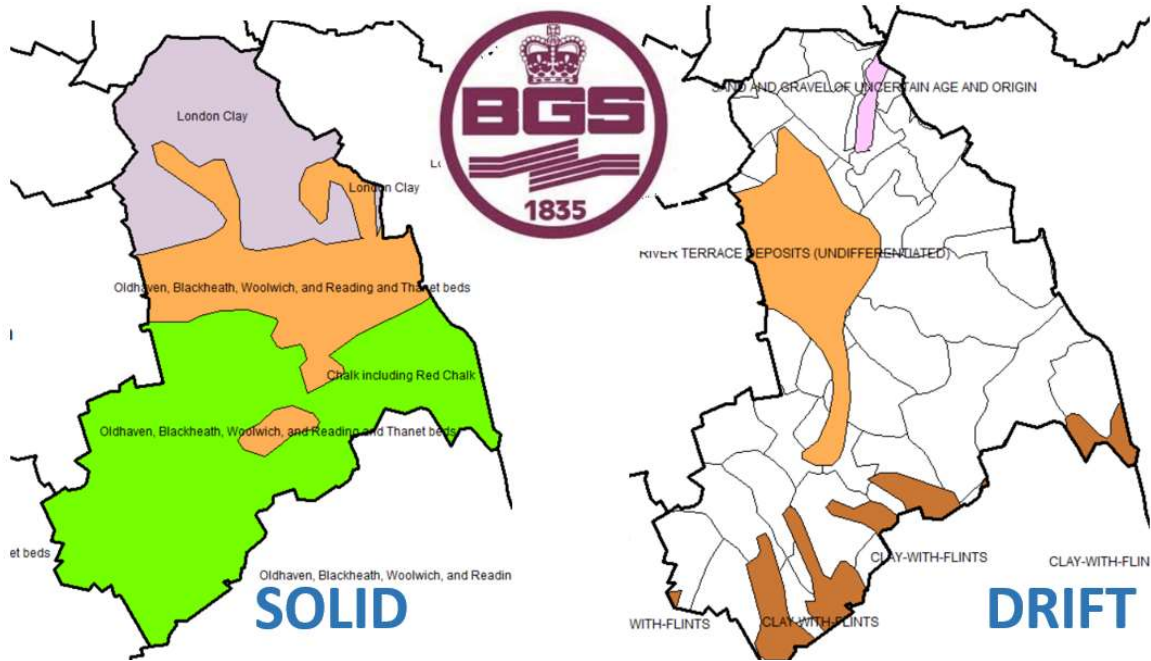 London Clay
London Clay
Oldhaven, Blackheath, Woolwich, and Reading and Thanet beds
Chalk including Red Chalk
Oldhaven, Blackheath, Woolwich, and Reading and Thanet beds
et beds
Oldhaven, Blackheath, Woolwich, and Readin
SOLID
BGS
1835
SAND AND GRAVEL OF UNCERTAIN AGE AND ORIGIN
RIVER TERRACE DEPOSITS (UNDIFFERENTIATED)
CLAY-WITH-FLINTS
CLAY-WITH-FLIN
WITH-FLINTS
CLAY-WITH-FLINTS
DRIFT